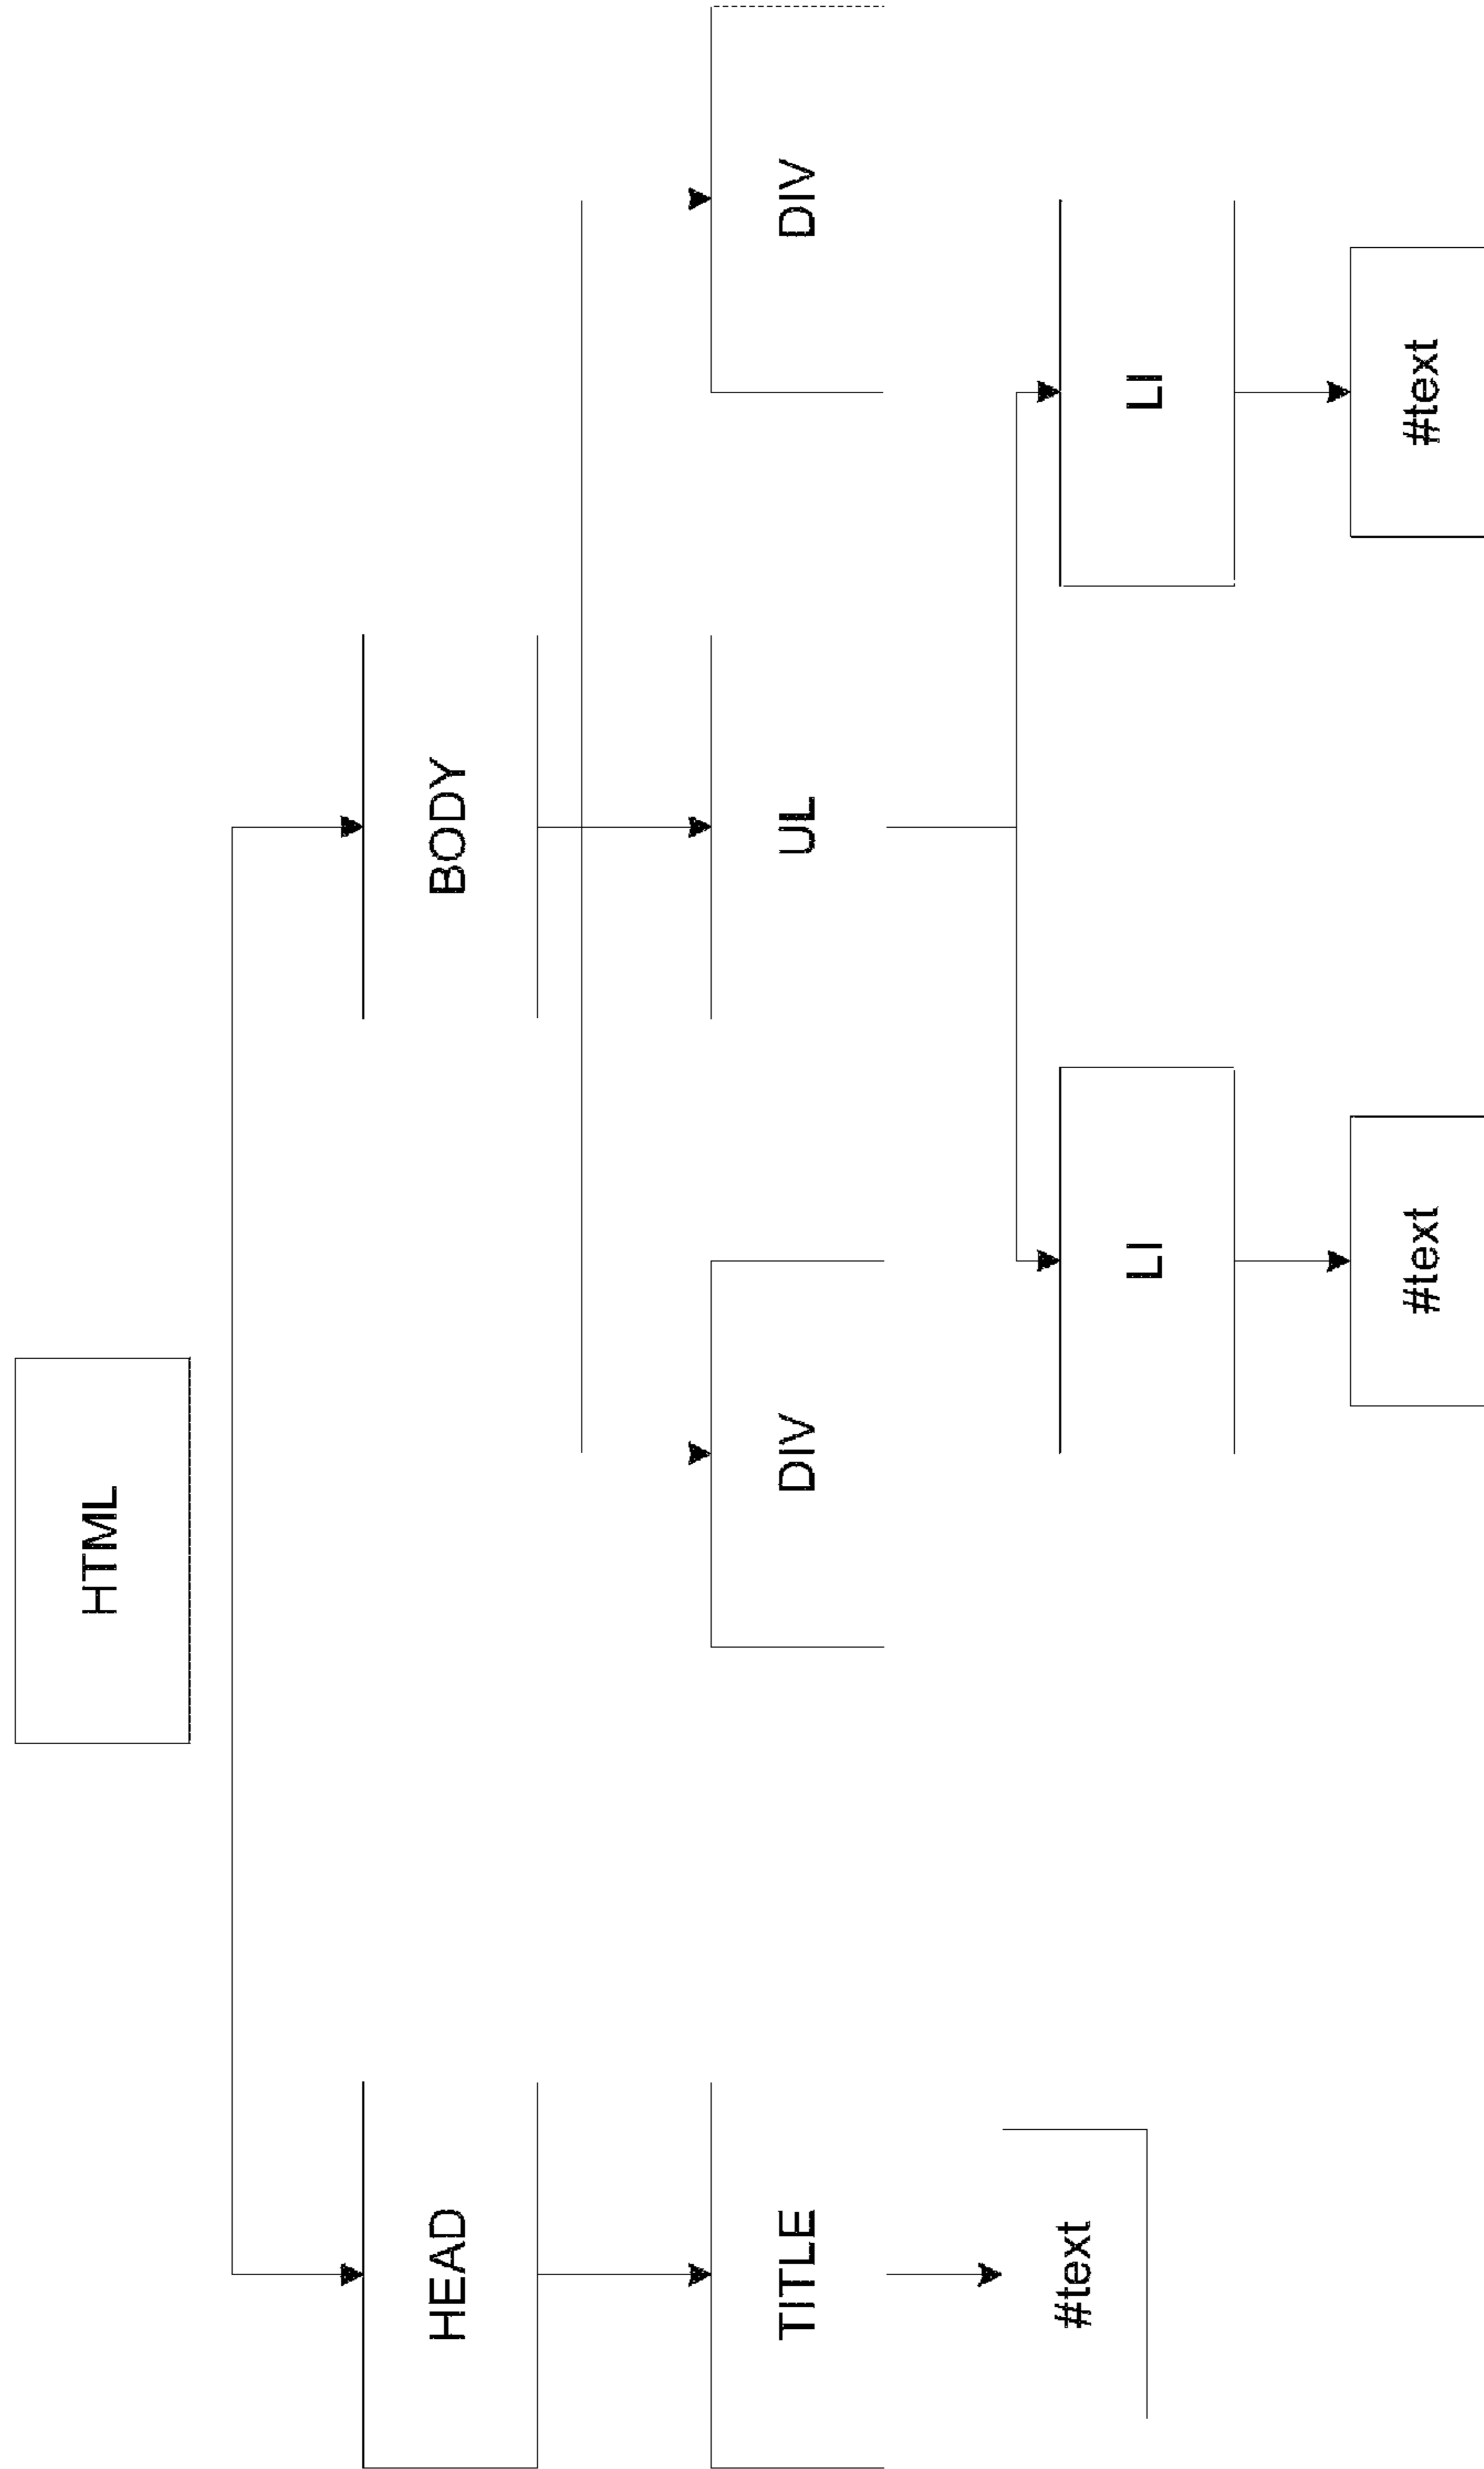 HTML
HEAD
BODY
TITLE
DIV
UL
DIV
#text
LI
LI
#text
#text